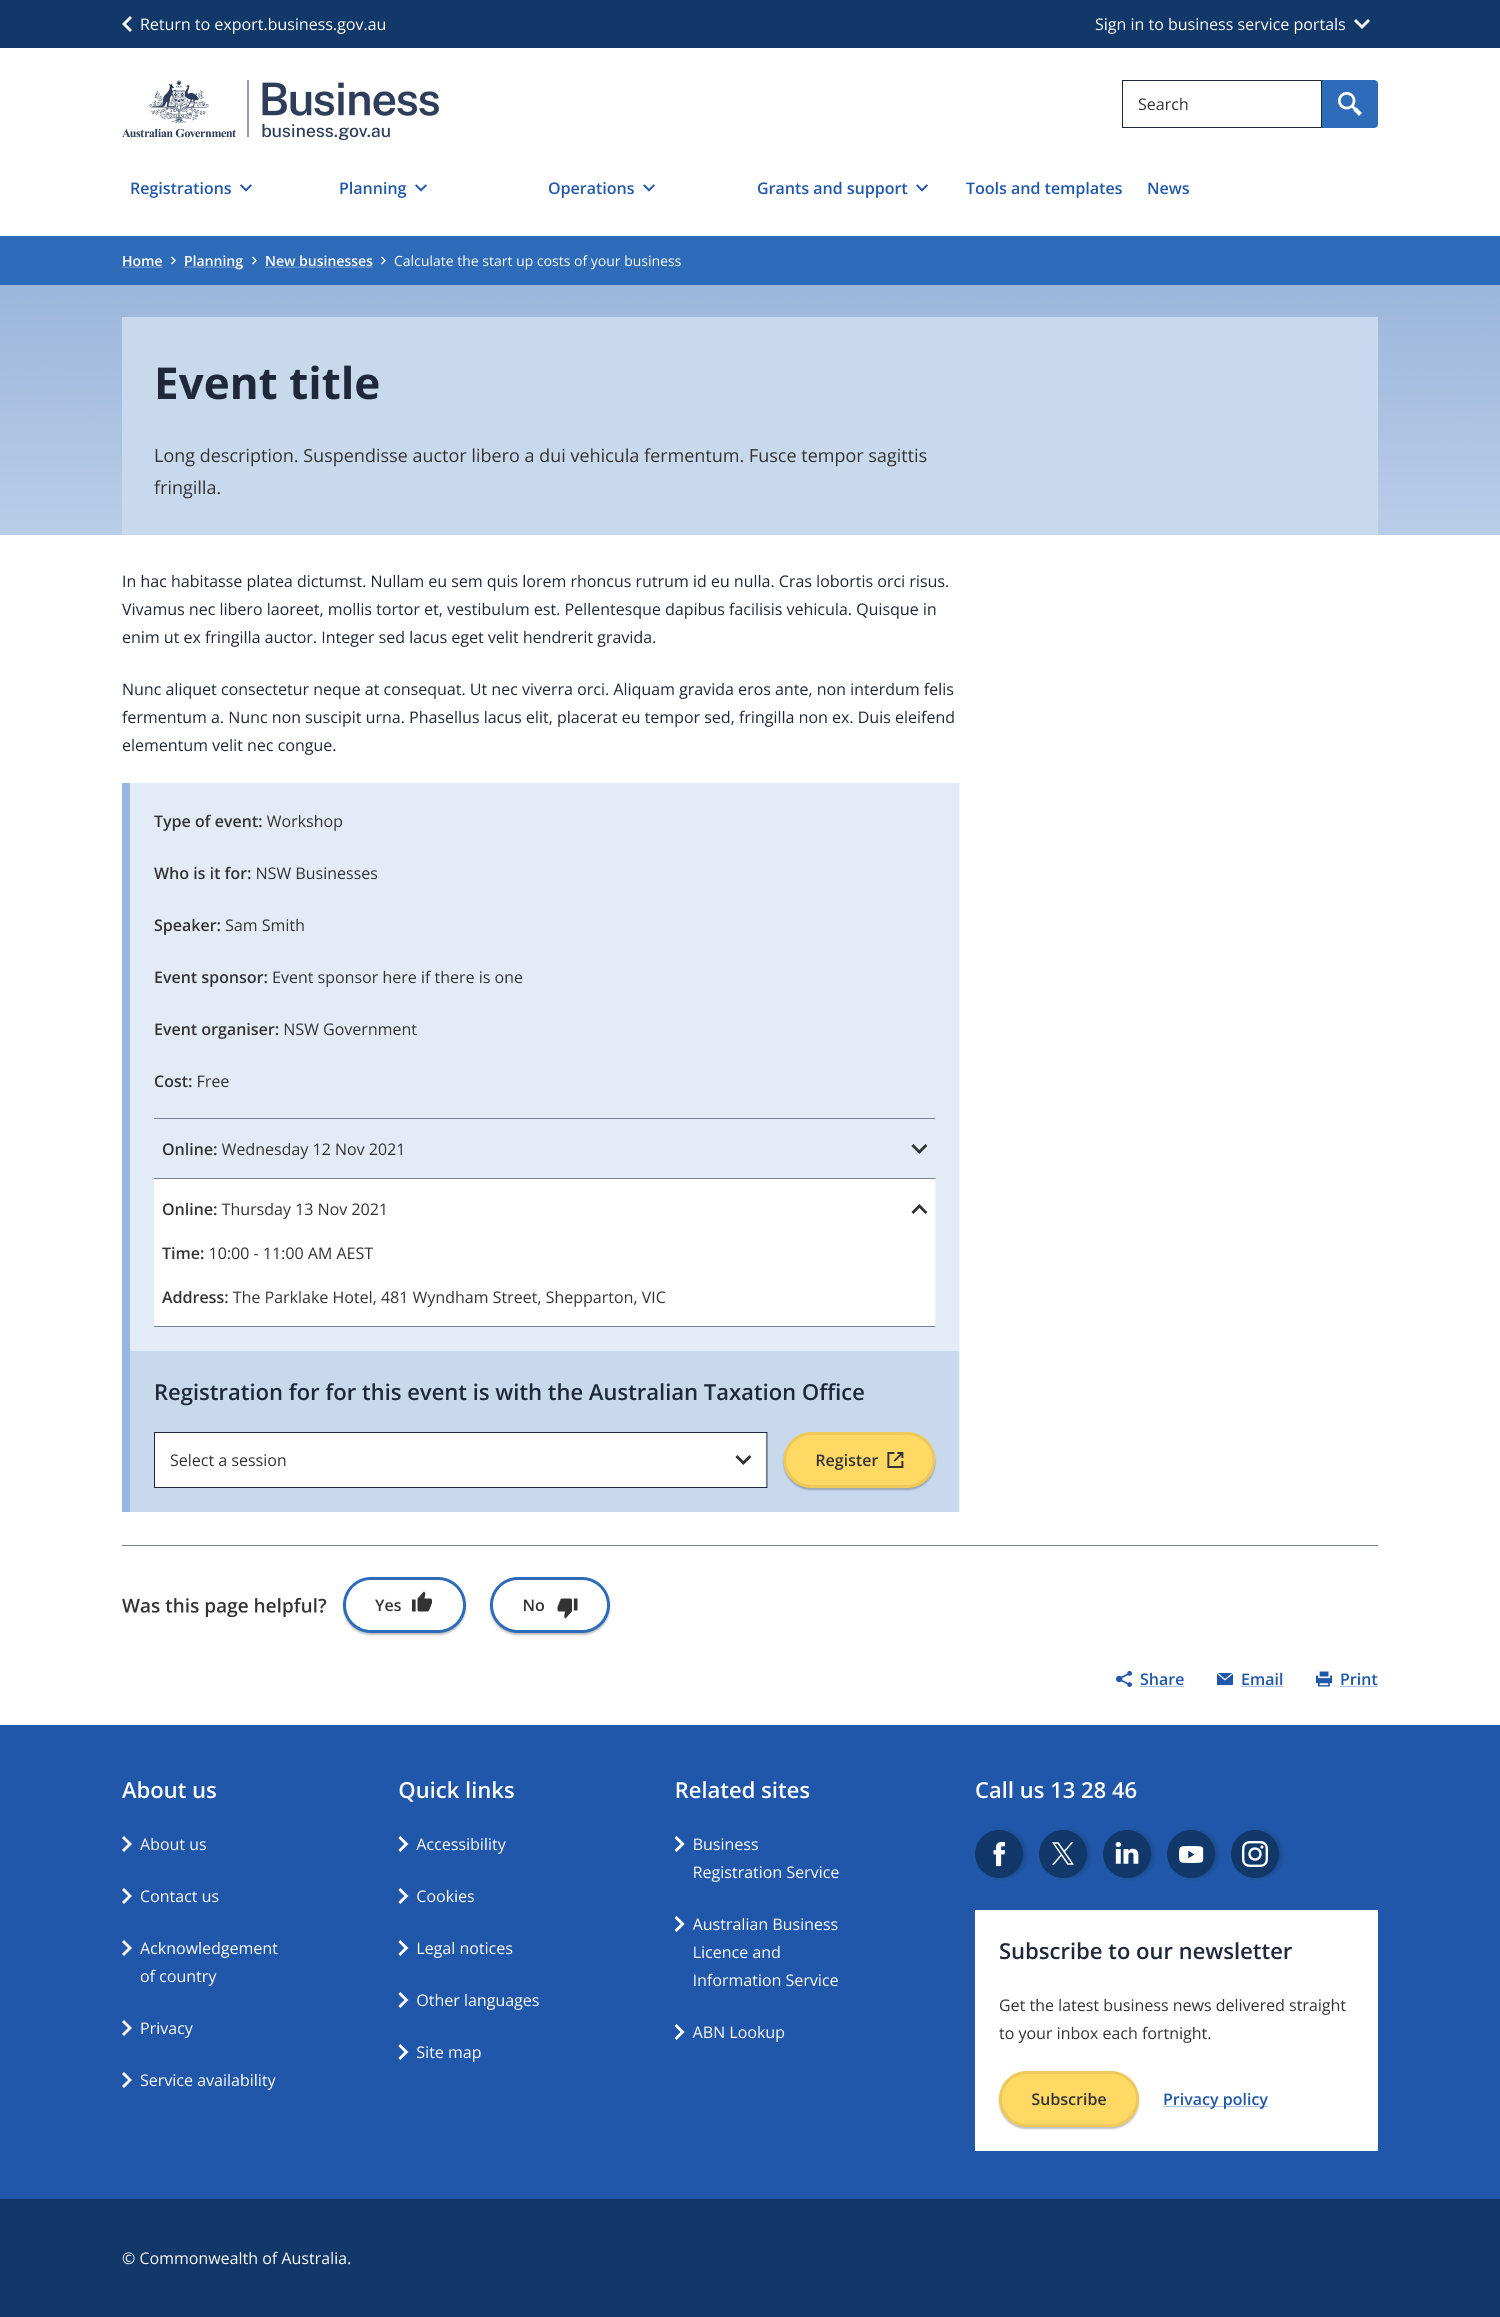 Return to export.business.gov.au
Sign in to business service portals
Australian Government
Business
business.gov.au
Search
Registrations
Planning
Operations
Grants and support
Tools and templates
News
Home > Planning > New businesses > Calculate the start up costs of your business
Event title
Long description. Suspendisse auctor libero a dui vehicula fermentum. Fusce tempor sagittis
fringilla.
In hac habitasse platea dictumst. Nullam eu sem quis lorem rhoncus rutrum id eu nulla. Cras lobortis orci risus.
Vivamus nec libero laoreet, mollis tortor et, vestibulum est. Pellentesque dapibus facilisis vehicula. Quisque in
enim ut ex fringilla auctor. Integer sed lacus eget velit hendrerit gravida.
Nunc aliquet consectetur neque at consequat. Ut nec viverra orci. Aliquam gravida eros ante, non interdum felis
fermentum a. Nunc non suscipit urna. Phasellus lacus elit, placerat eu tempor sed, fringilla non ex. Duis eleifend
elementum velit nec congue.
Type of event: Workshop
Who is it for: NSW Businesses
Speaker: Sam Smith
Event sponsor: Event sponsor here if there is one
Event organiser: NSW Government
Cost: Free
Online: Wednesday 12 Nov 2021
Online: Thursday 13 Nov 2021
Time: 10:00 - 11:00 AM AEST
Address: The Parklake Hotel, 481 Wyndham Street, Shepparton, VIC
Registration for for this event is with the Australian Taxation Office
Select a session
Register
Was this page helpful?
Yes
No
Share
Email
Print
About us
About us
Contact us
Acknowledgement
of country
Privacy
Service availability
Quick links
Accessibility
Cookies
Legal notices
Other languages
Site map
Related sites
Business
Registration Service
Australian Business
Licence and
Information Service
ABN Lookup
Call us 13 28 46
Subscribe to our newsletter
Get the latest business news delivered straight
to your inbox each fortnight.
Subscribe
Privacy policy
© Commonwealth of Australia.